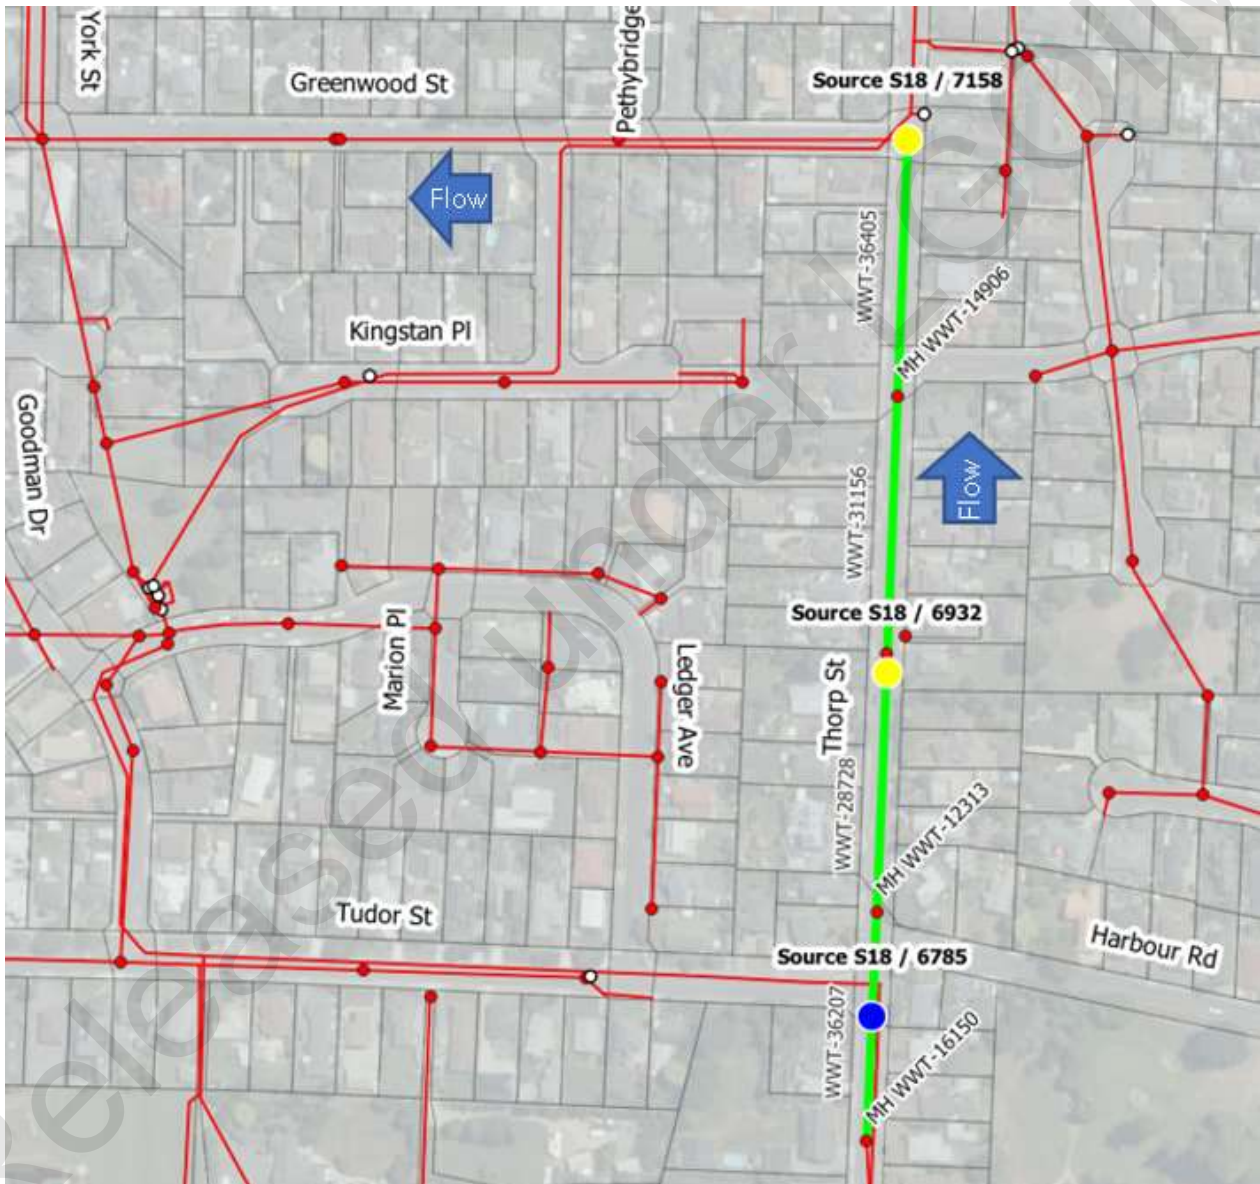 York St
Greenwood St
Pethybridge
Source S18 / 7158
Flow
WWT-36405
MH WWT-14906
Kingstan Pl
Goodman Dr
WWT-31156
Flow
Source S18 / 6932
Marion Pl
Ledger Ave
Thorp St
WWT-28728
MH WWT-12313
Tudor St
Source S18 / 6785
Harbour Rd
WWT-36207
MH WWT-16150
Released under LGOIM